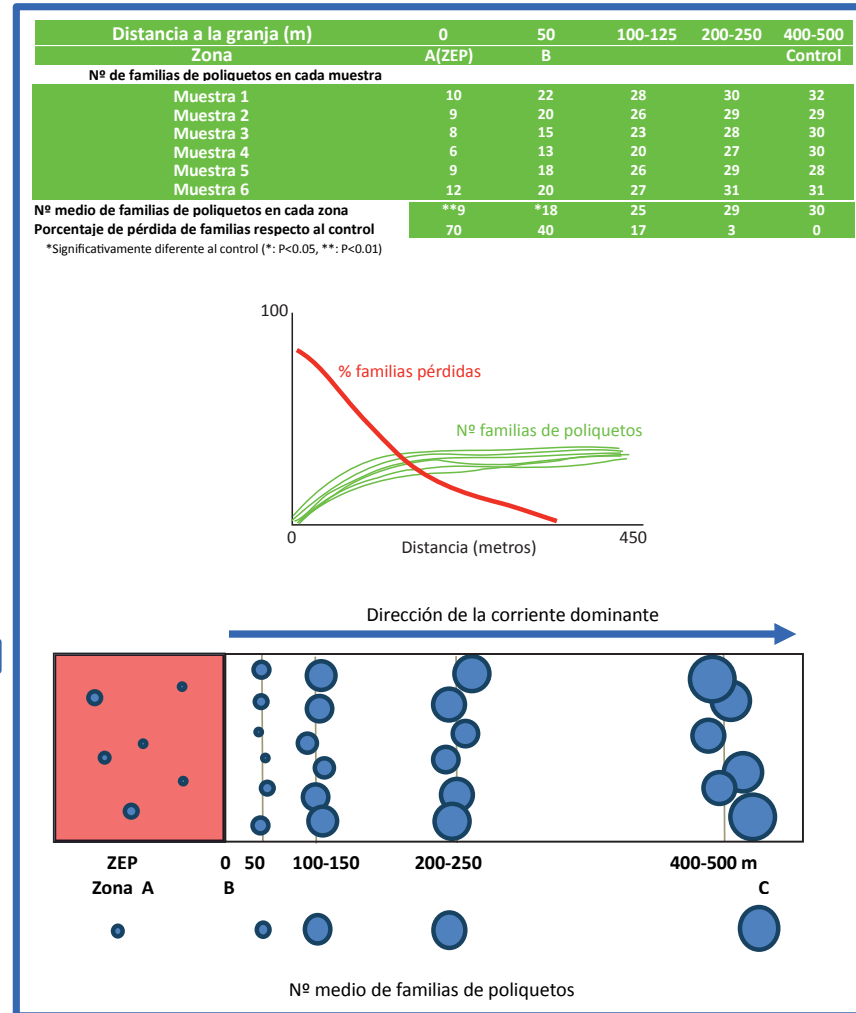 Distancia a la granja (m) 0 50 100-125 200-250 400-500
Zona A(ZEP) B Control
Nº de familias de poliquetos en cada muestra
Muestra 1 10 22 28 30 32
Muestra 2 9 20 26 29 29
Muestra 3 8 15 23 28 30
Muestra 4 6 13 20 27 30
Muestra 5 9 18 26 29 28
Muestra 6 12 20 27 31 31
Nº medio de familias de poliquetos en cada zona **9 *18 25 29 30
Porcentaje de pérdida de familias respecto al control 70 40 17 3 0
*Significativamente diferente al control (*: P<0.05, **: P<0.01)
100
% familias pérdidas
Nº familias de poliquetos
0 450
Distancia (metros)
Dirección de la corriente dominante
ZEP 0 50 100-150 200-250 400-500 m
Zona A B C
Nº medio de familias de poliquetos